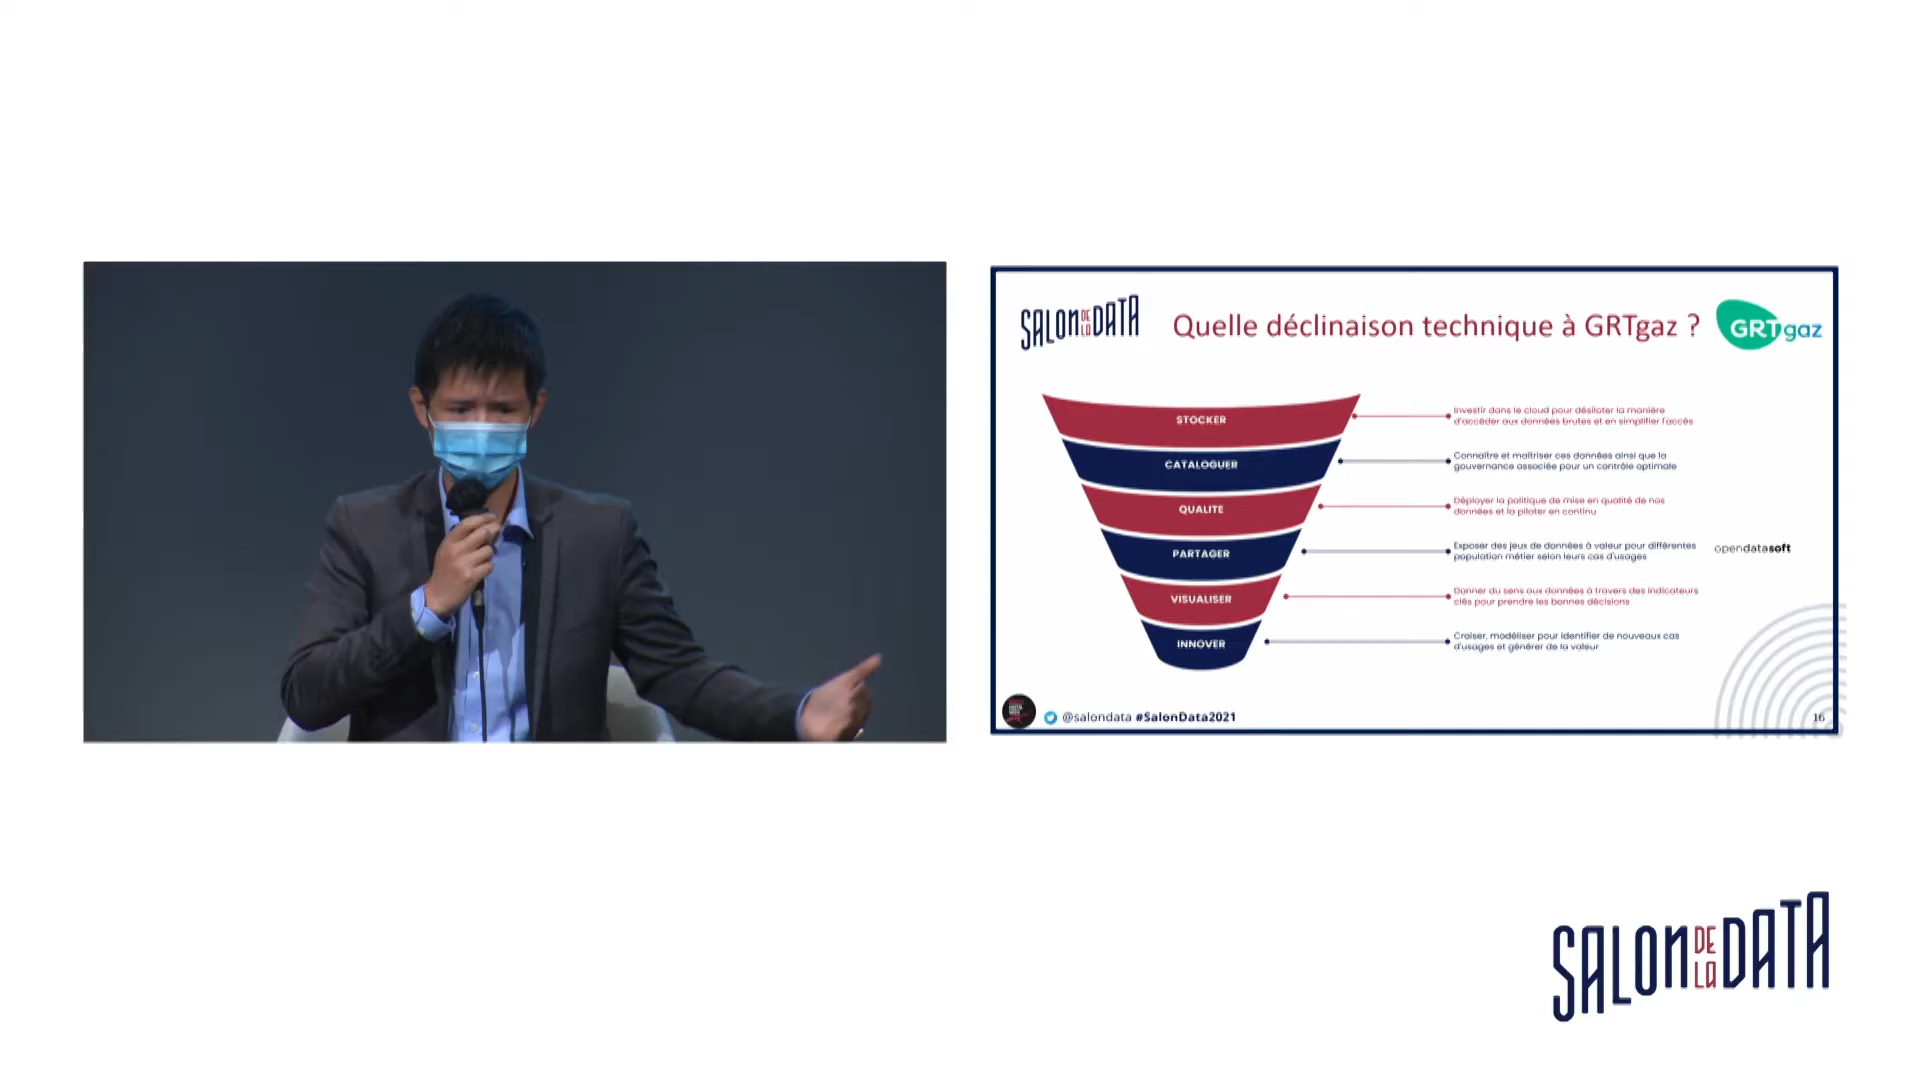 SALON DE LA DATA
Quelle déclinaison technique à GRTgaz ?
GRTgaz
STOCKER
Investir dans le cloud pour désiloter la manière
d'accéder aux données brutes et en simplifier l'accès
CATALOGUER
Connaître et maîtriser ces données ainsi que la
gouvernance associée pour un contrôle optimale
QUALITE
Déployer la politique de mise en qualité de nos
données et la piloter en continu
PARTAGER
Exposer des jeux de données à valeur pour différentes
population métier selon leurs cas d'usages
opendatasoft
VISUALISER
Donner du sens aux données à travers des indicateurs
clés pour prendre les bonnes décisions
INNOVER
Croiser, modéliser pour identifier de nouveaux cas
d'usages et générer de la valeur
@salondata #SalonData2021
16
SALON DE LA DATA